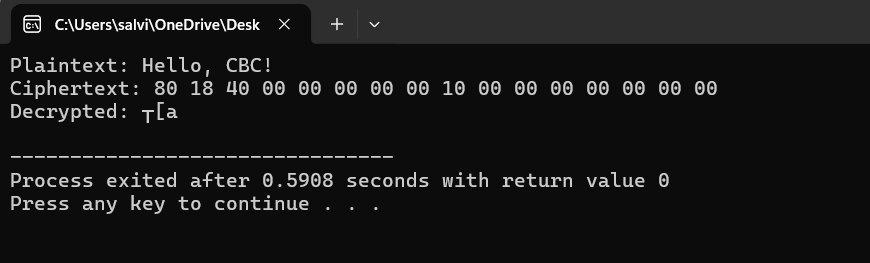 C:\Users\salvi\OneDrive\Desk
Plaintext: Hello, CBC!
Ciphertext: 80 18 40 00 00 00 00 00 10 00 00 00 00 00 00 00
Decrypted: ┬[a
--------------------------------
Process exited after 0.5908 seconds with return value 0
Press any key to continue . . .